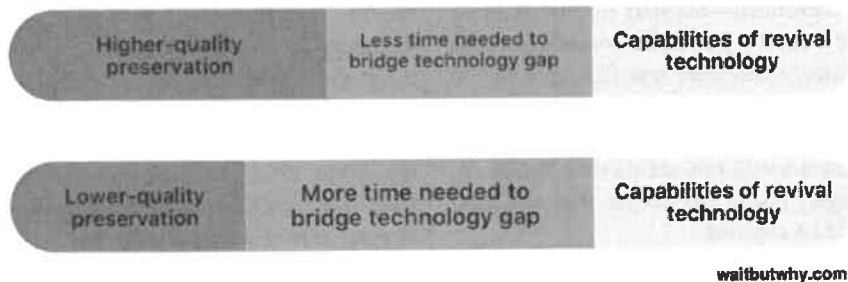 Higher-quality
preservation
Less time needed to
bridge technology gap
Capabilities of revival
technology
Lower-quality
preservation
More time needed to
bridge technology gap
Capabilities of revival
technology
waitbutwhy.com